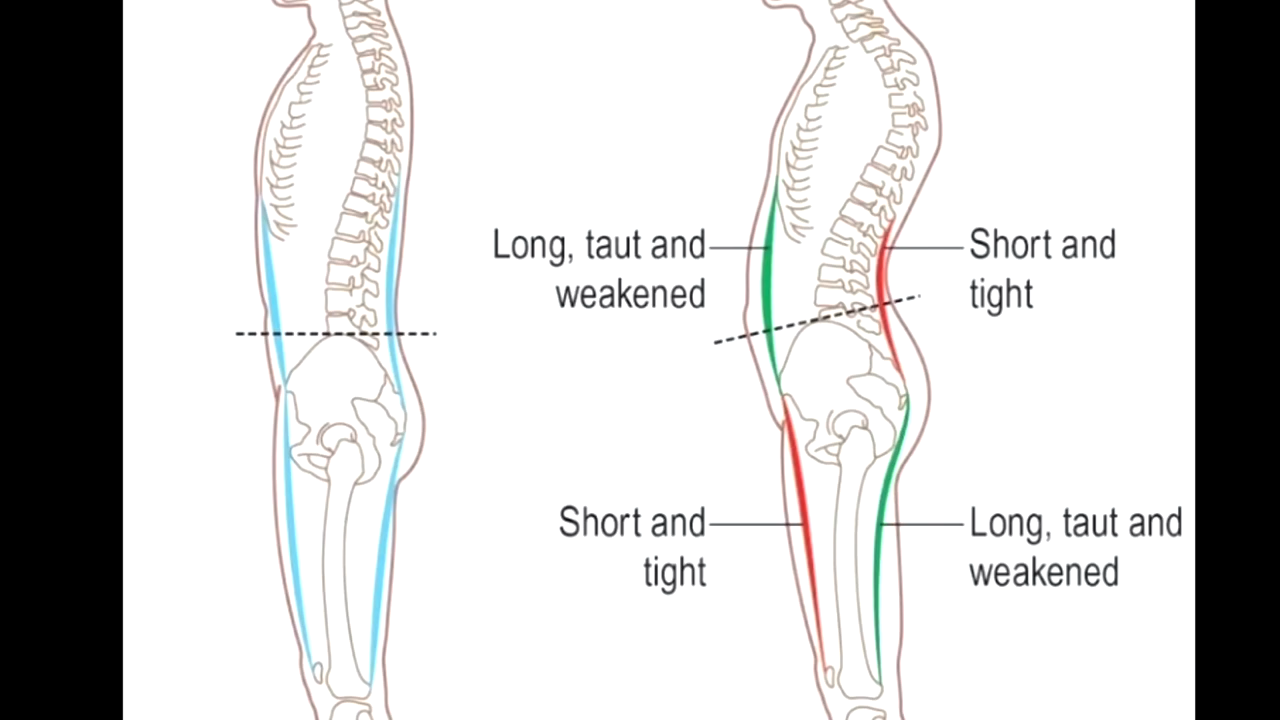 Long, taut and
weakened
Short and
tight
Short and
tight
Long, taut and
weakened